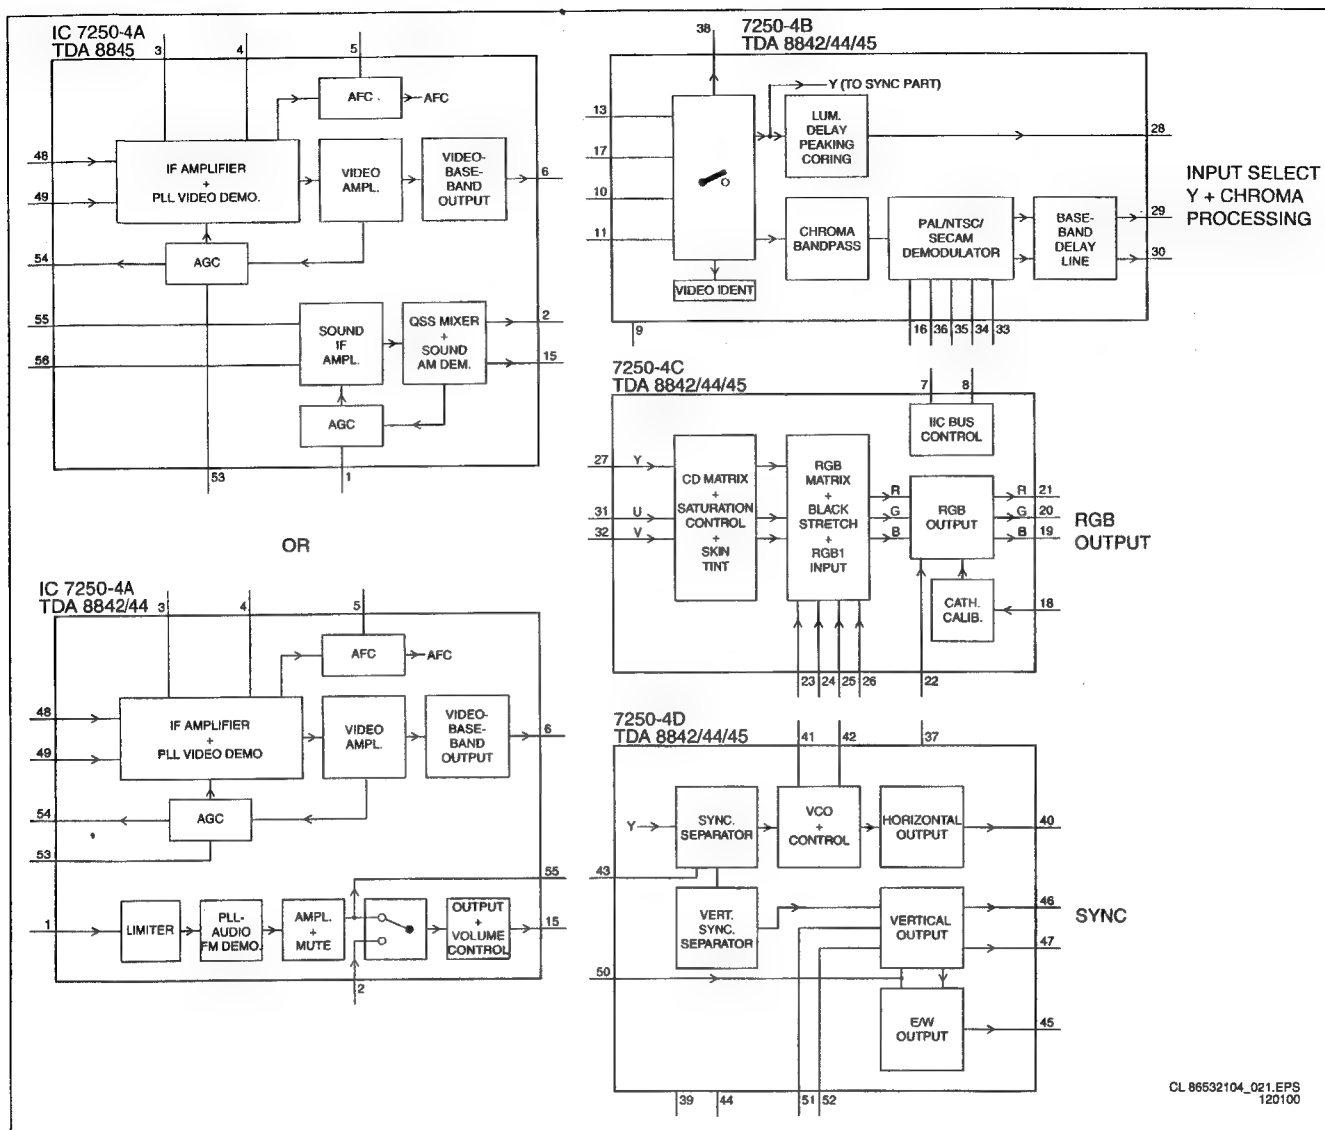 IC 7250-4A
TDA 8845
3
4
5
AFC .
AFC
48
49
IF AMPLIFIER
+
PLL VIDEO DEMO.
VIDEO
AMPL.
VIDEO-
BASE-
BAND
OUTPUT
6
54
AGC
55
56
SOUND
IF
AMPL.
QSS MIXER
+
SOUND
AM DEM.
2
15
AGC
53
1
OR
IC 7250-4A
TDA 8842/44
3
4
5
AFC
AFC
48
49
IF AMPLIFIER
+
PLL VIDEO DEMO
VIDEO
AMPL.
VIDEO-
BASE-
BAND
OUTPUT
6
54
AGC
53
55
1
LIMITER
PLL-
AUDIO
FM DEMO.
AMPL.
+
MUTE
OUTPUT
+
VOLUME
CONTROL
15
2
7250-4B
TDA 8842/44/45
38
Y (TO SYNC PART)
13
17
10
11
LUM.
DELAY
PEAKING
CORING
28
CHROMA
BANDPASS
PAL/NTSC/
SECAM
DEMODULATOR
BASE-
BAND
DELAY
LINE
29
30
VIDEO IDENT
9
16
36
35
34
33
INPUT SELECT
Y + CHROMA
PROCESSING
7250-4C
TDA 8842/44/45
7
8
IIC BUS
CONTROL
27 Y
31 U
32 V
CD MATRIX
+
SATURATION
CONTROL
+
SKIN
TINT
RGB
MATRIX
+
BLACK
STRETCH
+
RGB1
INPUT
R
G
B
RGB
OUTPUT
R 21
G 20
B 19
RGB
OUTPUT
CATH.
CALIB.
18
23
24
25
26
22
7250-4D
TDA 8842/44/45
41
42
37
Y
SYNC.
SEPARATOR
VCO
+
CONTROL
HORIZONTAL
OUTPUT
40
43
VERT.
SYNC.
SEPARATOR
VERTICAL
OUTPUT
46
47
SYNC
50
E/W
OUTPUT
45
39
44
51
52
CL 86532104_021.EPS
120100